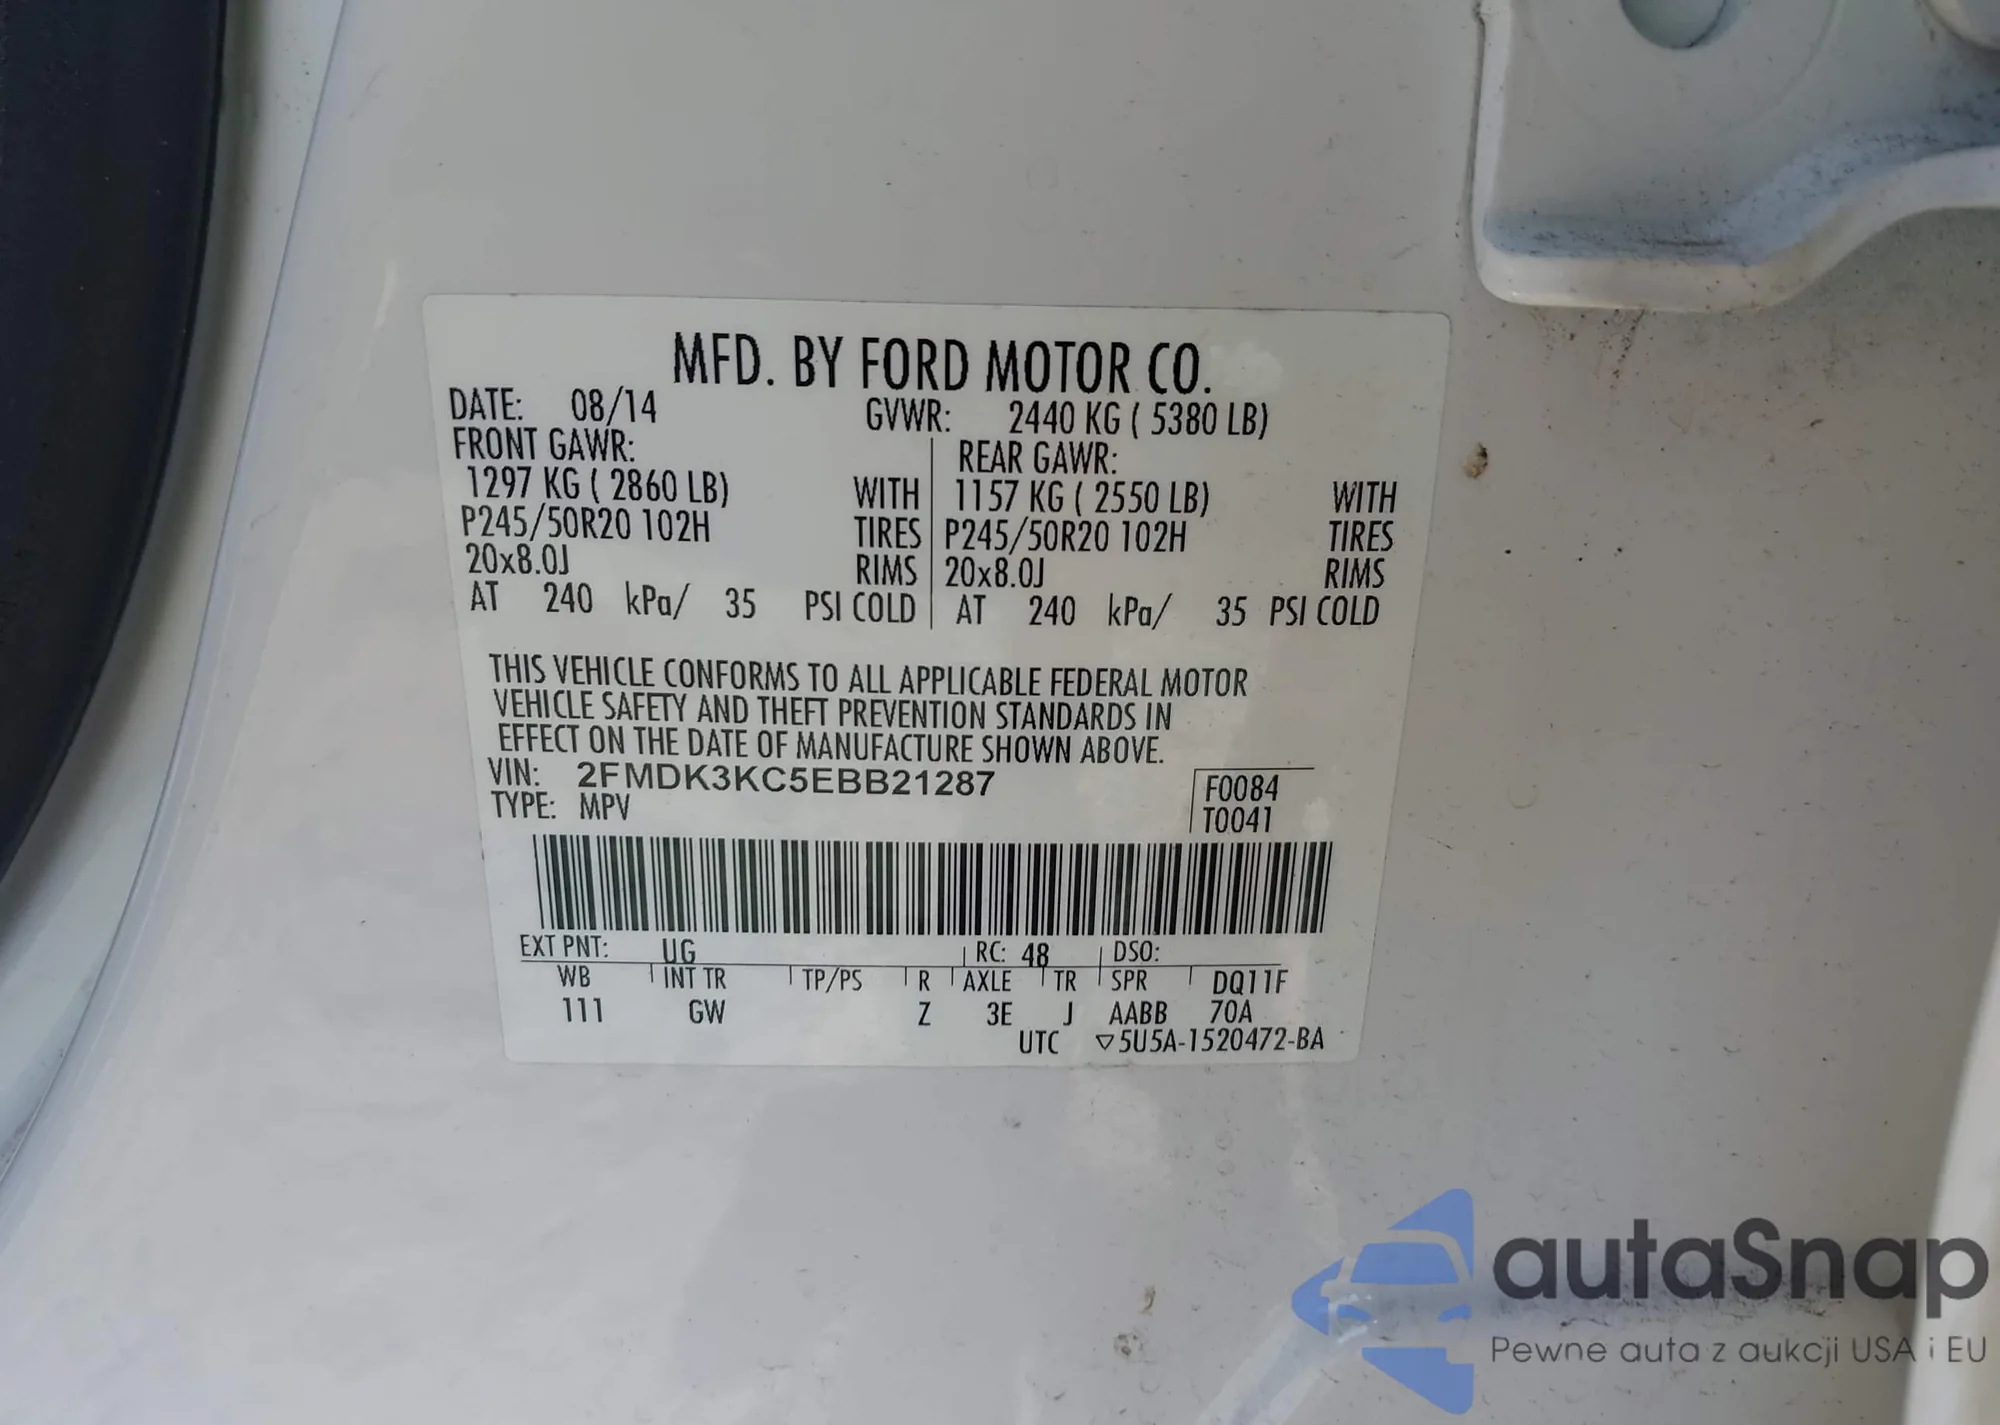 MFD. BY FORD MOTOR CO.
DATE: 08/14 GVWR: 2440 KG ( 5380 LB)
FRONT GAWR: REAR GAWR:
1297 KG ( 2860 LB) WITH 1157 KG ( 2550 LB) WITH
P245/50R20 102H TIRES P245/50R20 102H TIRES
20x8.0J RIMS 20x8.0J RIMS
AT 240 kPa/ 35 PSI COLD AT 240 kPa/ 35 PSI COLD
THIS VEHICLE CONFORMS TO ALL APPLICABLE FEDERAL MOTOR
VEHICLE SAFETY AND THEFT PREVENTION STANDARDS IN
EFFECT ON THE DATE OF MANUFACTURE SHOWN ABOVE.
VIN: 2FMDK3KC5EBB21287 F0084
TYPE: MPV T0041
EXT PNT: UG RC: 48 DSO:
WB INT TR TP/PS R AXLE TR SPR DQ11F
111 GW Z 3E J AABB 70A
UTC ▽5U5A-1520472-BA
autaSnap
Pewne auta z aukcji USA i EU